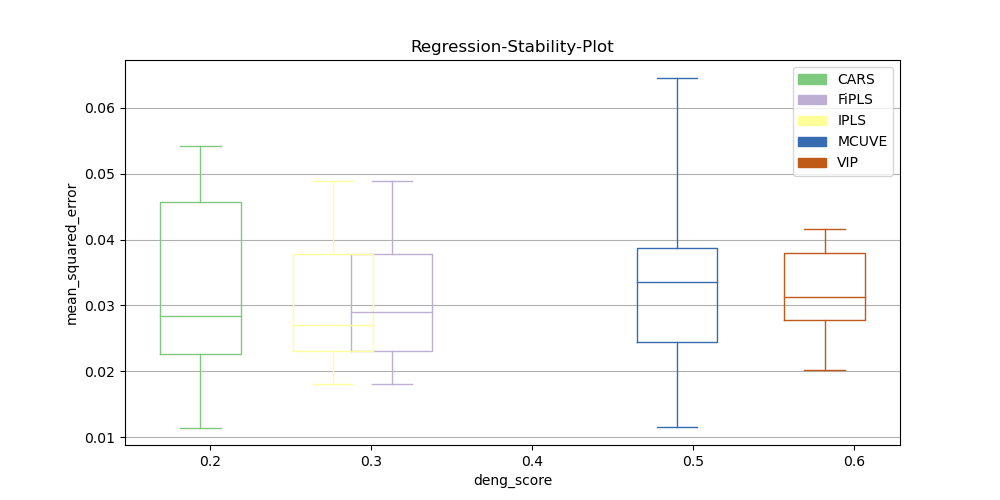 Regression-Stability-Plot
CARS
FiPLS
IPLS
MCUVE
VIP
mean_squared_error
0.06
0.05
0.04
0.03
0.02
0.01
0.2 0.3 0.4 0.5 0.6
deng_score